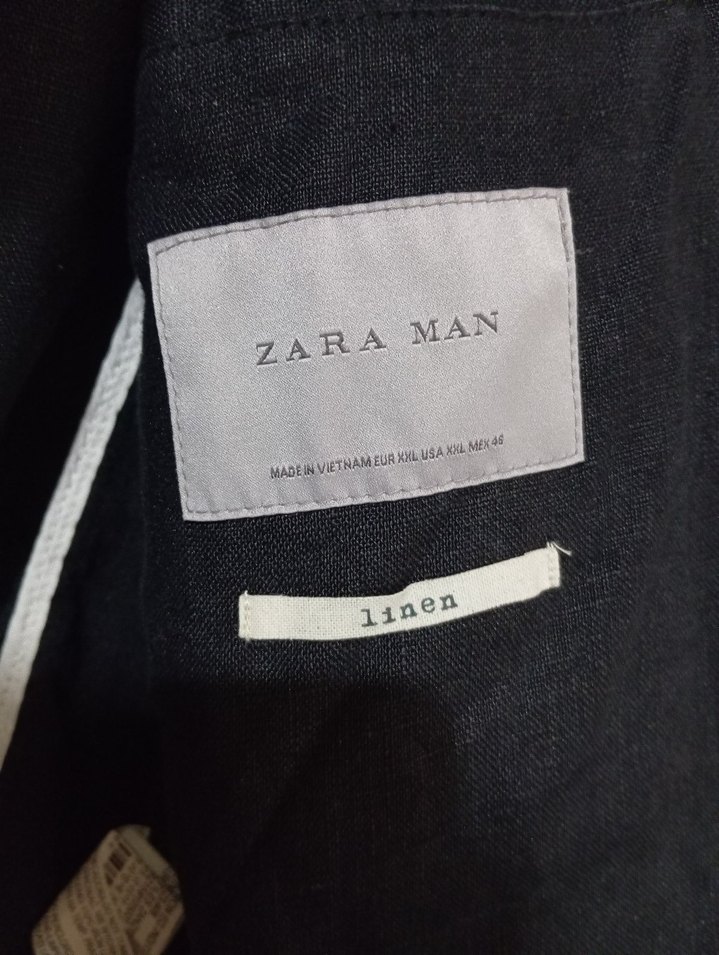 ZARA MAN
MADE IN VIETNAM EUR XXL USA XXL MEX 46
linen